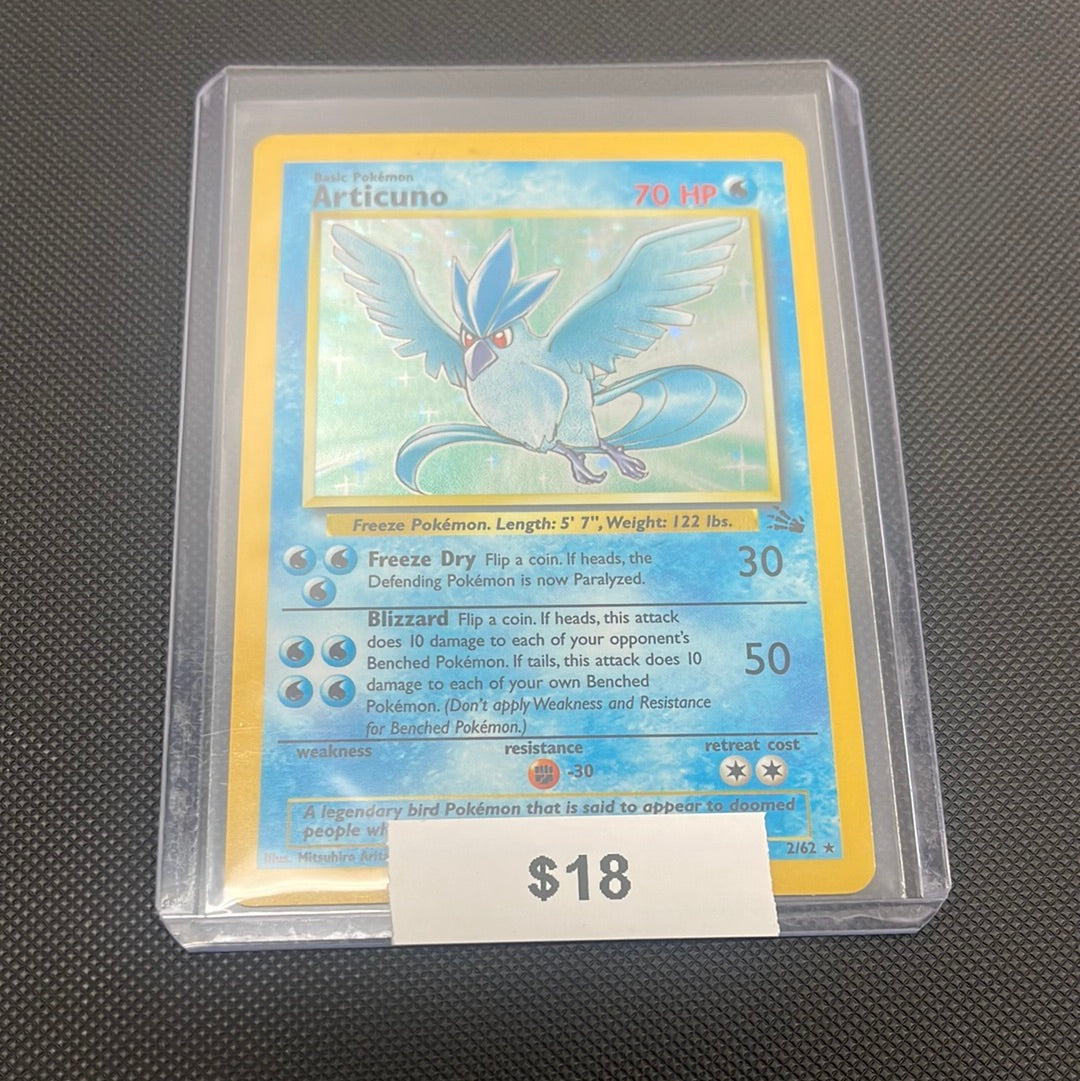 Basic Pokémon
Articuno 70 HP
Freeze Pokémon. Length: 5' 7", Weight: 122 lbs.
Freeze Dry Flip a coin. If heads, the
Defending Pokémon is now Paralyzed.
30
Blizzard Flip a coin. If heads, this attack
does 10 damage to each of your opponent's
Benched Pokémon. If tails, this attack does 10
damage to each of your own Benched
Pokémon. (Don't apply Weakness and Resistance
for Benched Pokémon.)
50
weakness resistance retreat cost
-30
A legendary bird Pokémon that is said to appear to doomed
people
Illus. Mitsuhiro 2/62
$18